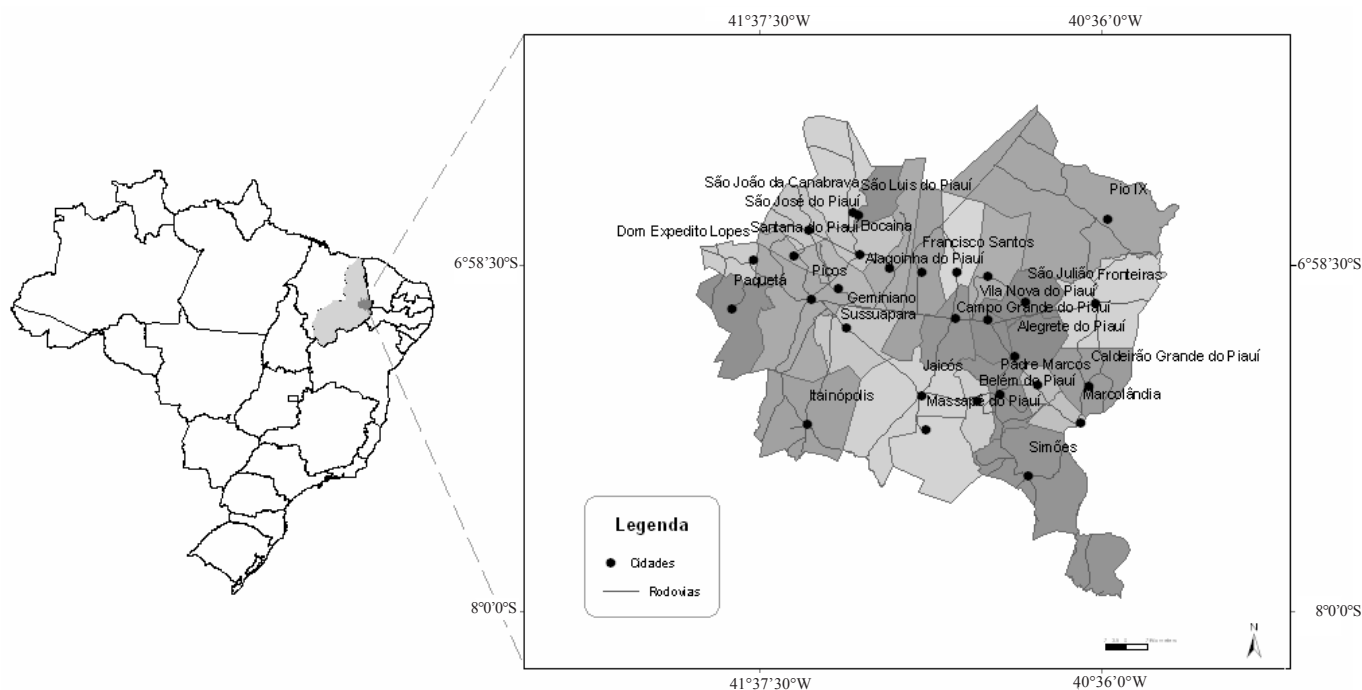 41°37'30"W
40°36'0"W
São João da Canabrava
São Luis do Piauí
Pio IX
São José do Piauí
Dom Expedito Lopes
Santana do Piauí
Bocaina
Francisco Santos
6°58'30"S
6°58'30"S
Alagoinha do Piauí
Paquetá
Picos
São Julião
Fronteiras
Vila Nova do Piauí
Geminiano
Campo Grande do Piauí
Sussuapara
Alegrete do Piauí
Caldeirão Grande do Piauí
Jaicós
Padre Marcos
Belém do Piauí
Itainópolis
Massapé do Piauí
Marcolândia
Simões
Legenda
Cidades
Rodovias
8°0'0"S
8°0'0"S
N
41°37'30"W
40°36'0"W